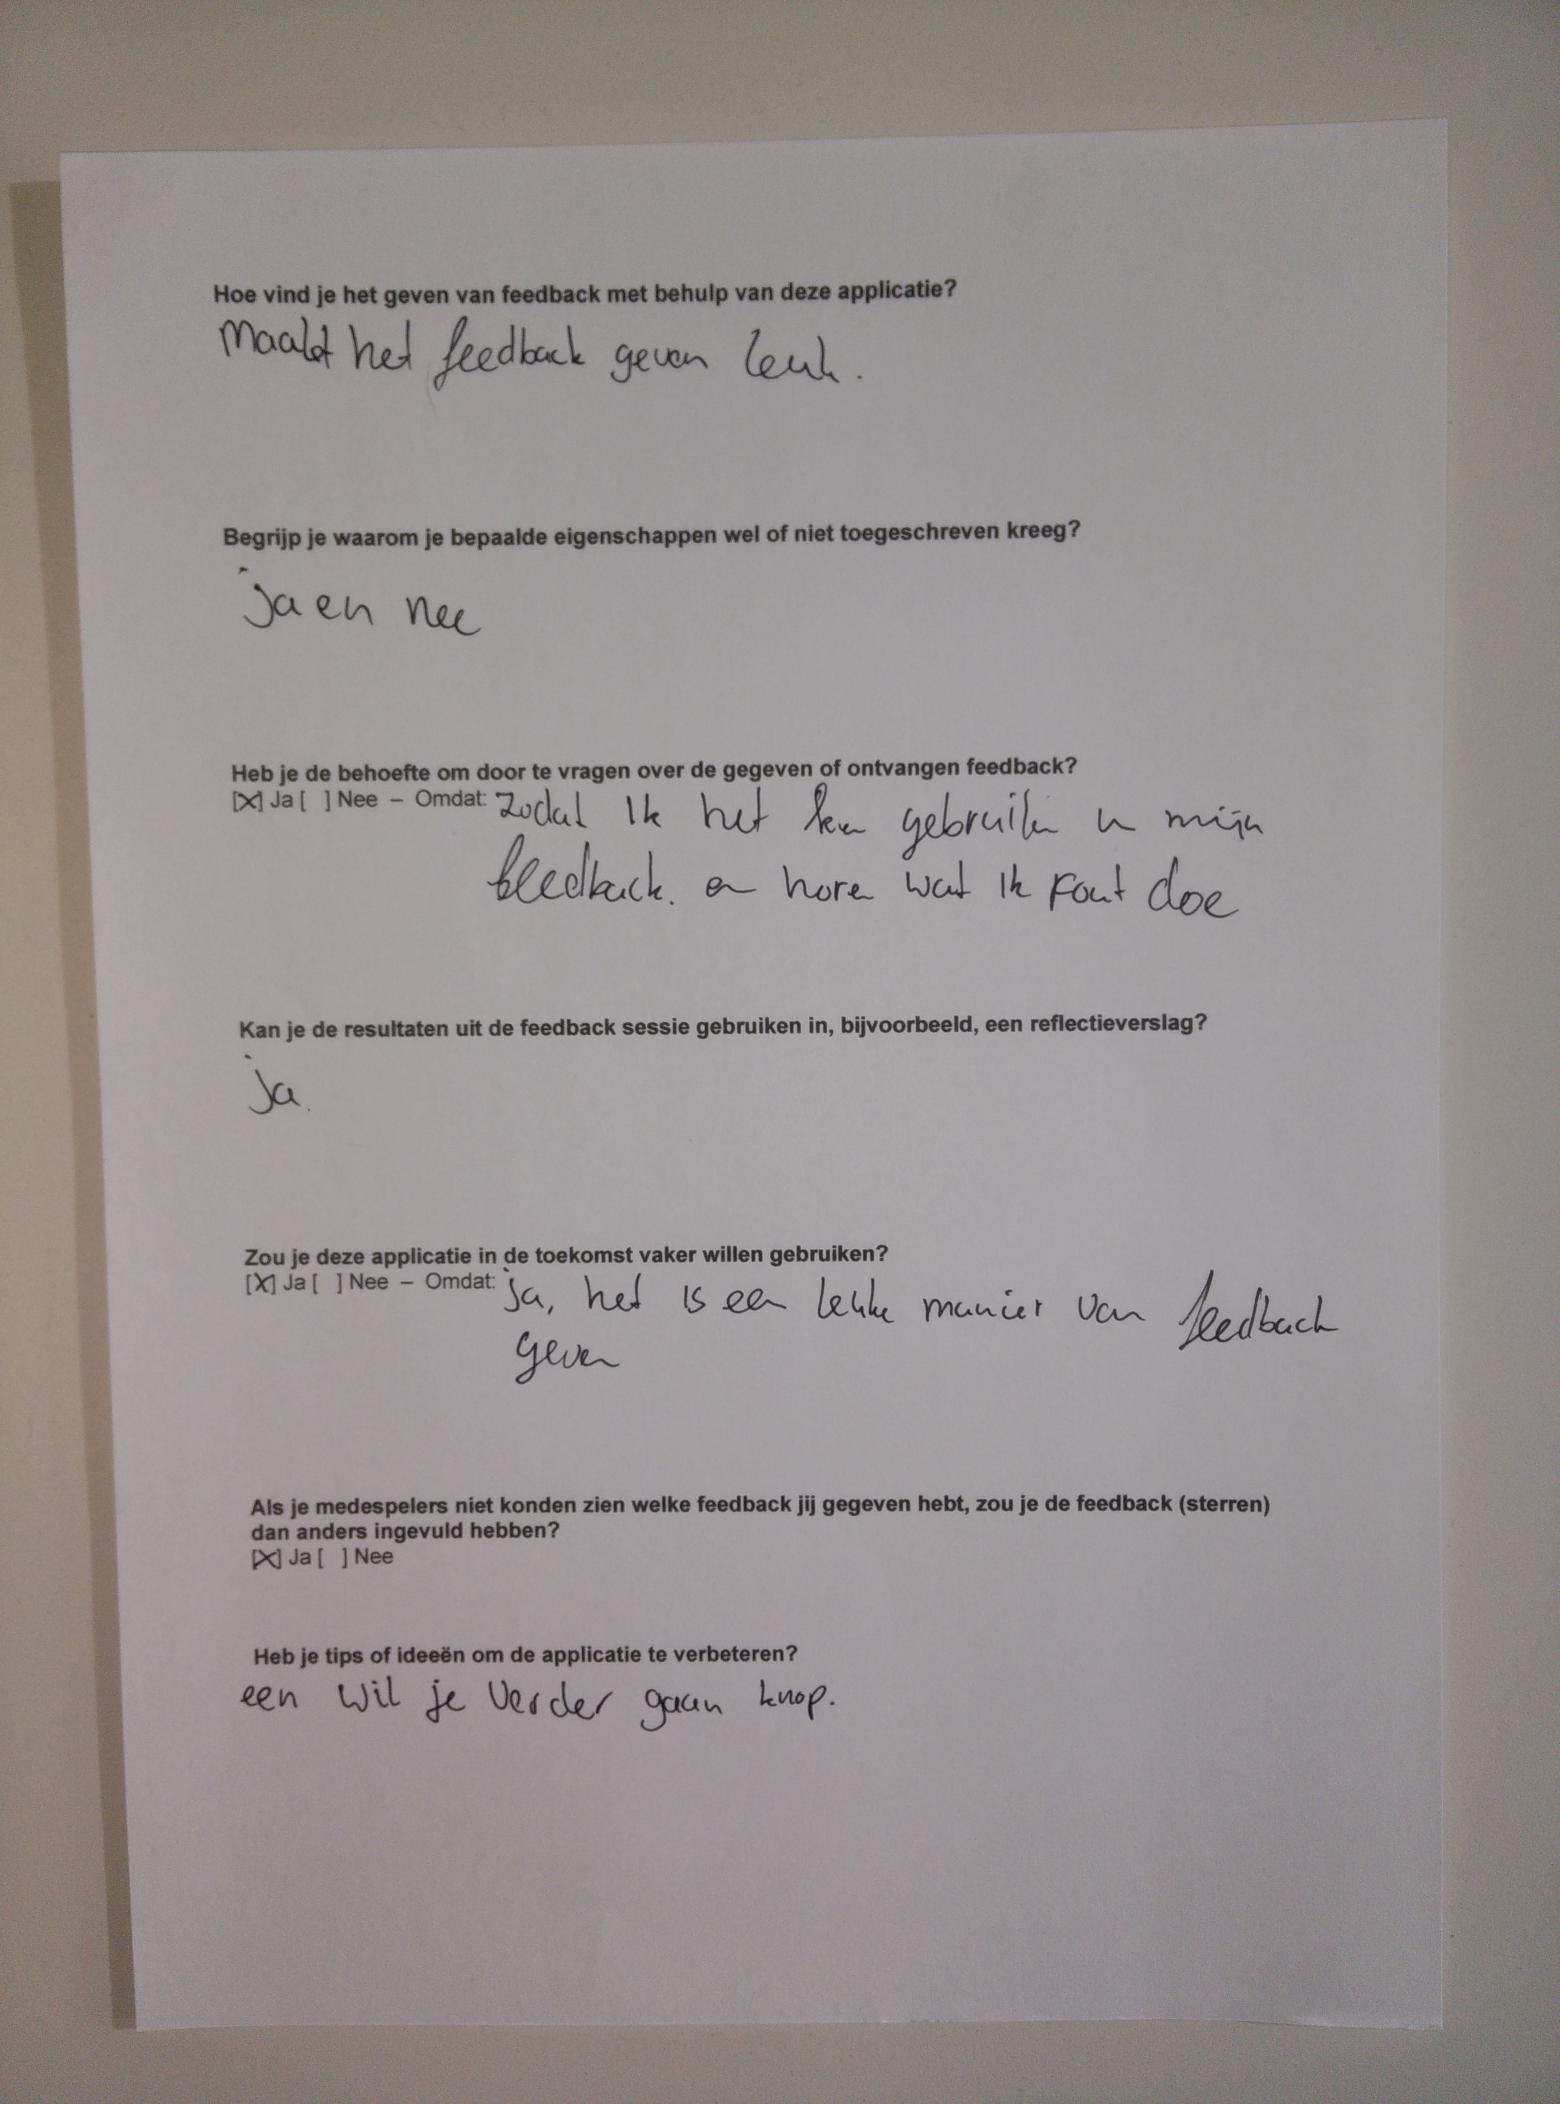 Hoe vind je het geven van feedback met behulp van deze applicatie?
Maakt het feedback geven leuk.
Begrijp je waarom je bepaalde eigenschappen wel of niet toegeschreven kreeg?
ja en nee
Heb je de behoefte om door te vragen over de gegeven of ontvangen feedback?
[X] Ja [ ] Nee – Omdat: zodat ik het kan gebruiken in mijn
feedback. en horen wat ik fout doe
Kan je de resultaten uit de feedback sessie gebruiken in, bijvoorbeeld, een reflectieverslag?
ja.
Zou je deze applicatie in de toekomst vaker willen gebruiken?
[X] Ja [ ] Nee – Omdat: ja, het is een leuke manier van feedback
geven
Als je medespelers niet konden zien welke feedback jij gegeven hebt, zou je de feedback (sterren)
dan anders ingevuld hebben?
[X] Ja [ ] Nee
Heb je tips of ideeën om de applicatie te verbeteren?
een wil je verder gaan knop.